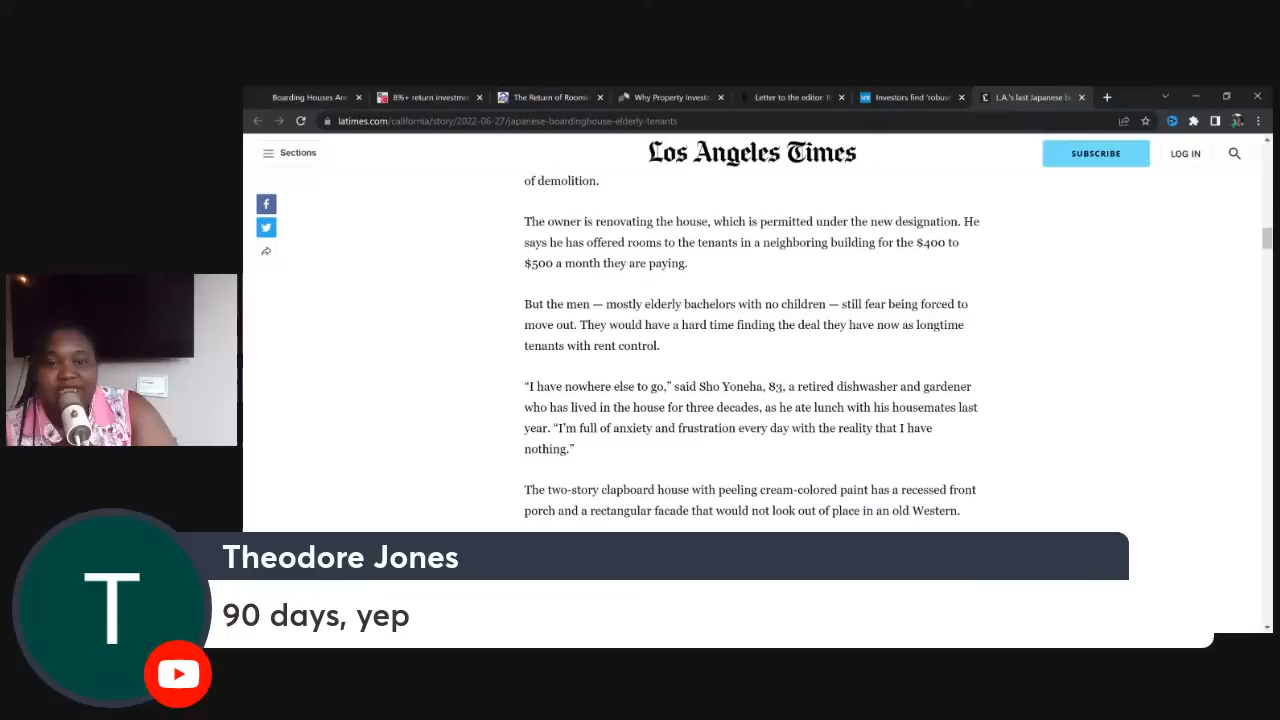 Boarding Houses Are
8%+ return investme
The Return of Roomi
Why Property Invest
Letter to the editor: B
Investors find 'robus
L.A.'s last Japanese b
latimes.com/california/story/2022-06-27/japanese-boardinghouse-elderly-tenants
Sections
Los Angeles Times
SUBSCRIBE
LOG IN
of demolition.
The owner is renovating the house, which is permitted under the new designation. He
says he has offered rooms to the tenants in a neighboring building for the $400 to
$500 a month they are paying.
But the men — mostly elderly bachelors with no children — still fear being forced to
move out. They would have a hard time finding the deal they have now as longtime
tenants with rent control.
“I have nowhere else to go,” said Sho Yoneha, 83, a retired dishwasher and gardener
who has lived in the house for three decades, as he ate lunch with his housemates last
year. “I'm full of anxiety and frustration every day with the reality that I have
nothing.”
The two-story clapboard house with peeling cream-colored paint has a recessed front
porch and a rectangular facade that would not look out of place in an old Western.
T
Theodore Jones
90 days, yep